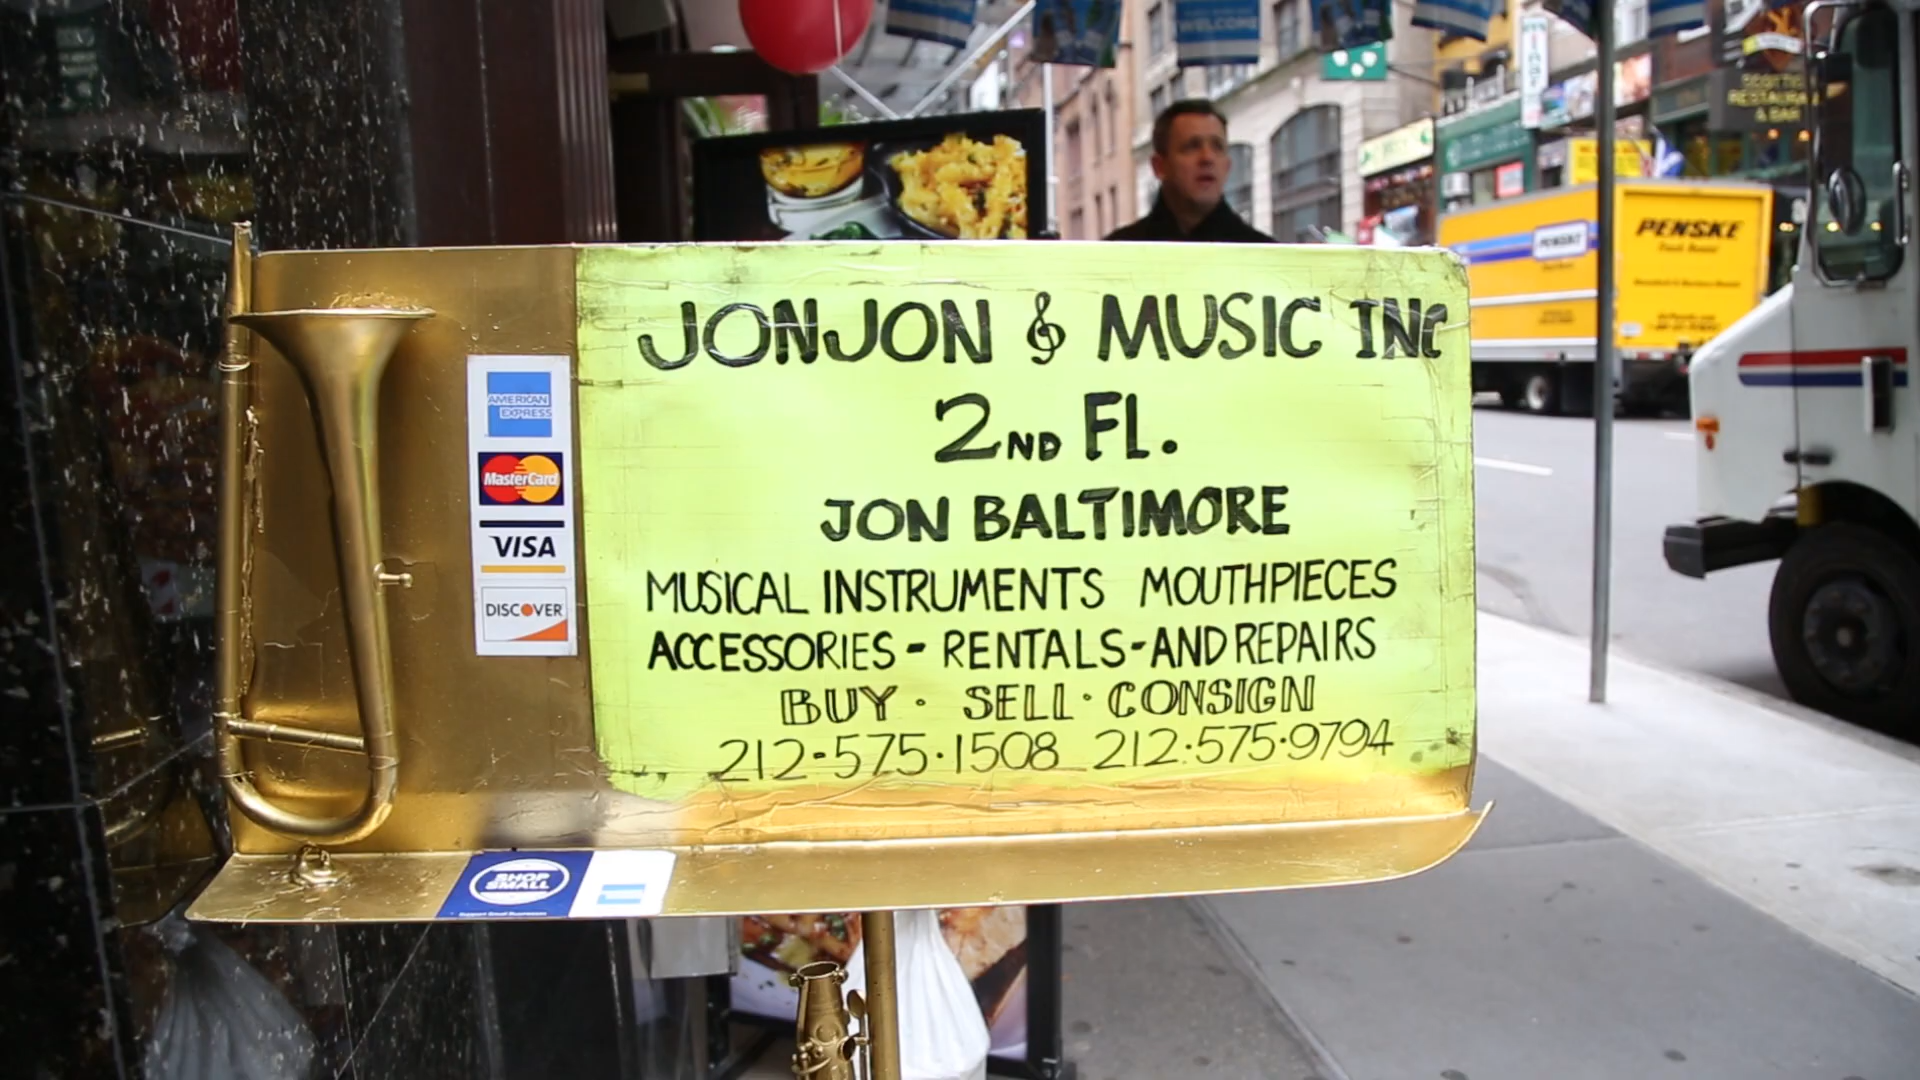 WELCOME
PENSKE
PENSKE
RESTAURANT
& BAR
JONJON & MUSIC INC
2ND FL.
JON BALTIMORE
MUSICAL INSTRUMENTS MOUTHPIECES
ACCESSORIES - RENTALS - AND REPAIRS
BUY · SELL · CONSIGN
212-575·1508 212·575·9794
AMERICAN
EXPRESS
MasterCard
VISA
DISCOVER
SHOP
SMALL